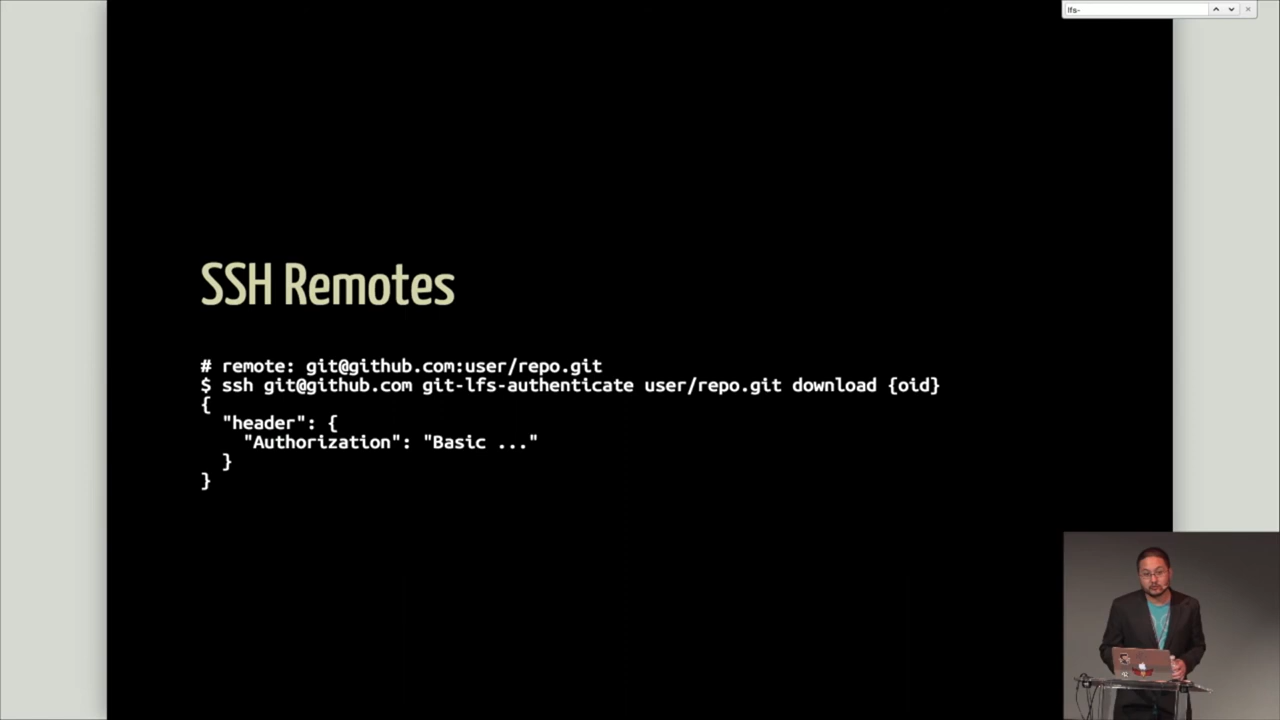 lfs-
SSH Remotes
# remote: git@github.com:user/repo.git
$ ssh git@github.com git-lfs-authenticate user/repo.git download {oid}
{
  "header": {
    "Authorization": "Basic ..."
  }
}